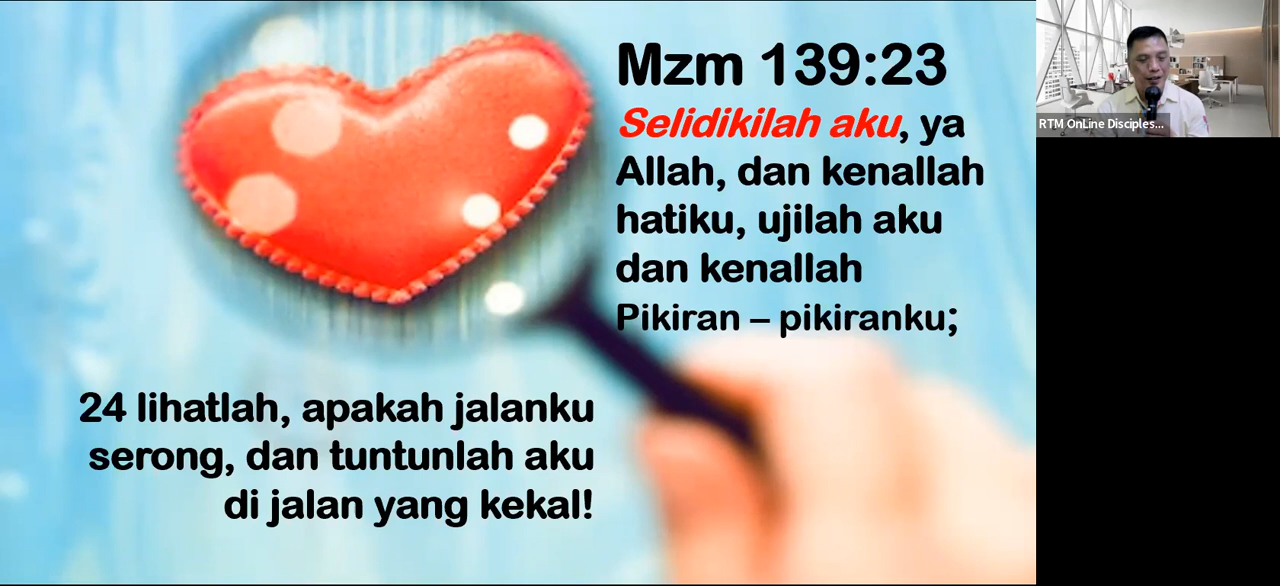 Mzm 139:23
Selidikilah aku, ya
Allah, dan kenallah
hatiku, ujilah aku
dan kenallah
Pikiran – pikiranku;
24 lihatlah, apakah jalanku
serong, dan tuntunlah aku
di jalan yang kekal!
RTM OnLine Disciples...